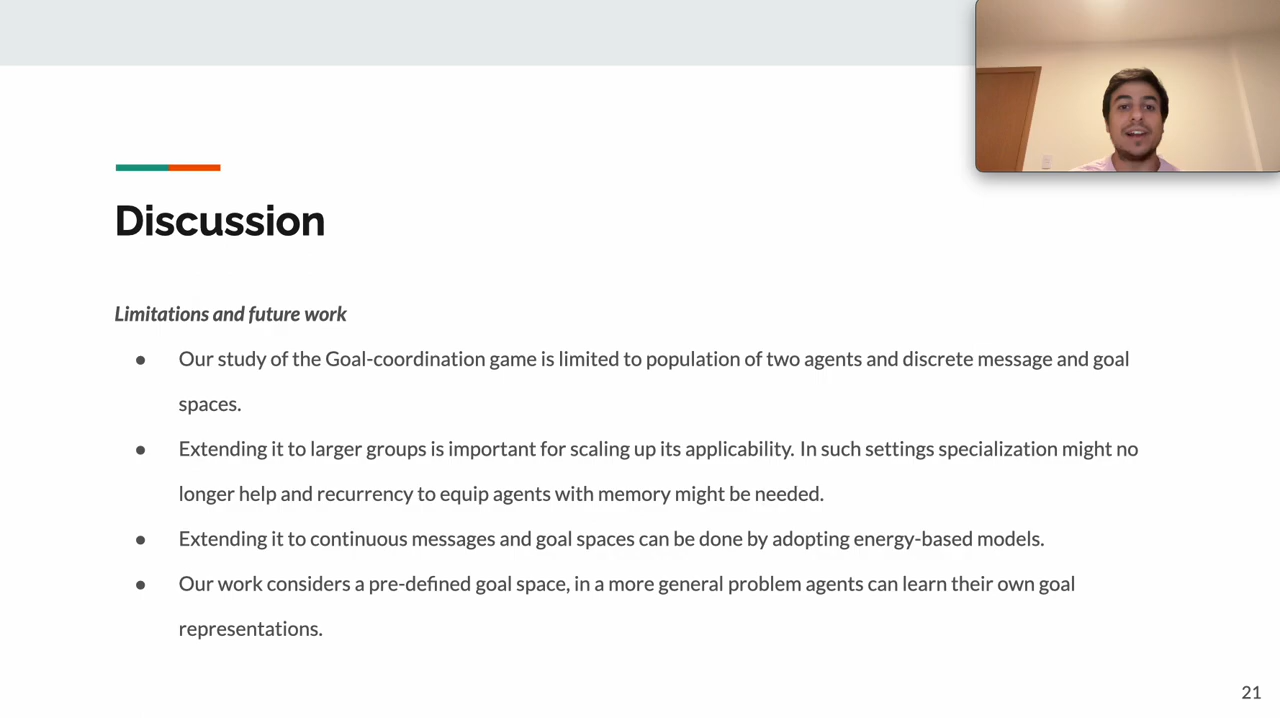 Discussion
Limitations and future work
● Our study of the Goal-coordination game is limited to population of two agents and discrete message and goal
spaces.
● Extending it to larger groups is important for scaling up its applicability. In such settings specialization might no
longer help and recurrency to equip agents with memory might be needed.
● Extending it to continuous messages and goal spaces can be done by adopting energy-based models.
● Our work considers a pre-defined goal space, in a more general problem agents can learn their own goal
representations.
21